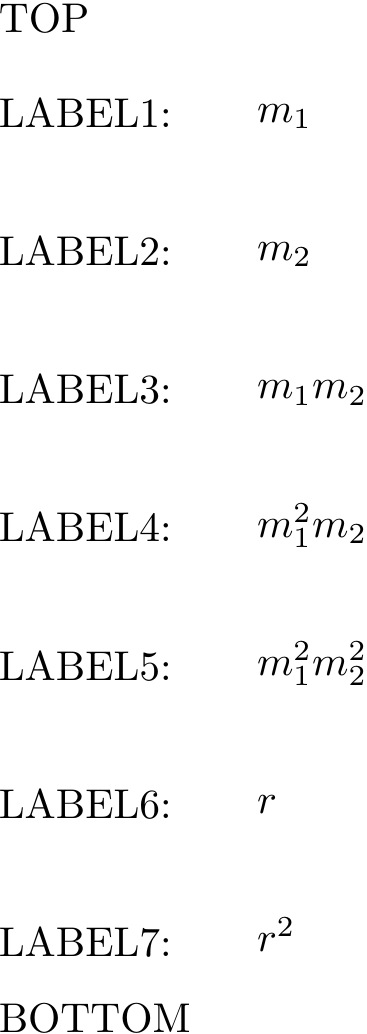 TOP
LABEL1: $m_1$
LABEL2: $m_2$
LABEL3: $m_1 m_2$
LABEL4: $m_1^2 m_2$
LABEL5: $m_1^2 m_2^2$
LABEL6: $r$
LABEL7: $r^2$
BOTTOM